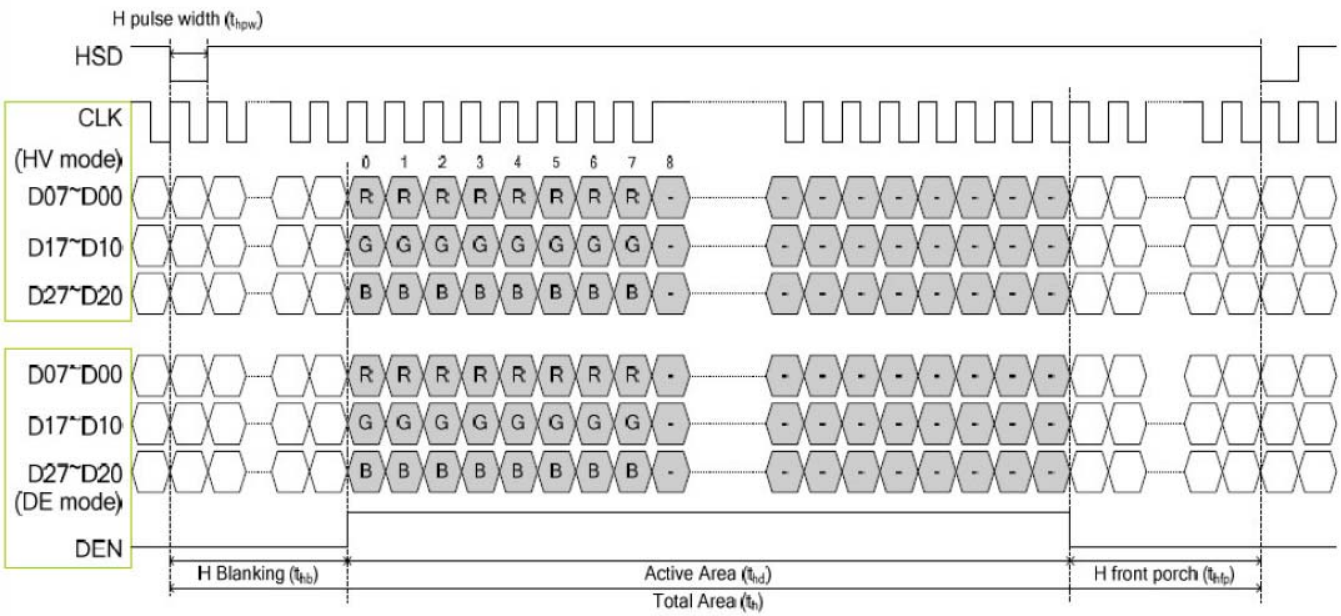 H pulse width (thpw)
HSD
CLK
(HV mode)
0 1 2 3 4 5 6 7 8
D07~D00 R R R R R R R R - - - - - - - - -
D17~D10 G G G G G G G G - - - - - - - - -
D27~D20 B B B B B B B B - - - - - - - - -
D07~D00 R R R R R R R R - - - - - - - - -
D17~D10 G G G G G G G G - - - - - - - - -
D27~D20 B B B B B B B B - - - - - - - - -
(DE mode)
DEN
H Blanking (thb) Active Area (thd) H front porch (thfp)
Total Area (th)